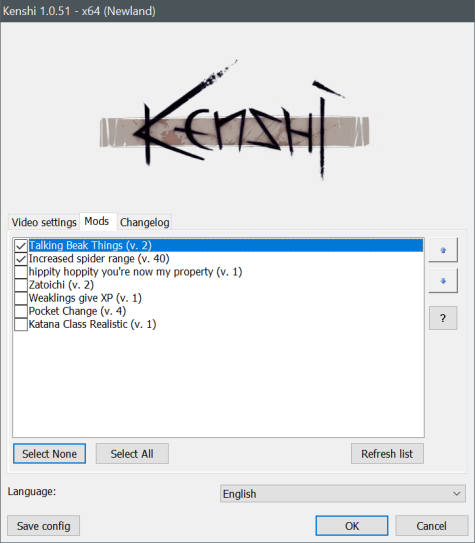 Kenshi 1.0.51 - x64 (Newland)
KENSHI
Video settings Mods Changelog
Talking Beak Things (v. 2)
Increased spider range (v. 40)
hippity hoppity you're now my property (v. 1)
Zatoichi (v. 2)
Weaklings give XP (v. 1)
Pocket Change (v. 4)
Katana Class Realistic (v. 1)
?
Select None Select All Refresh list
Language: English
Save config OK Cancel